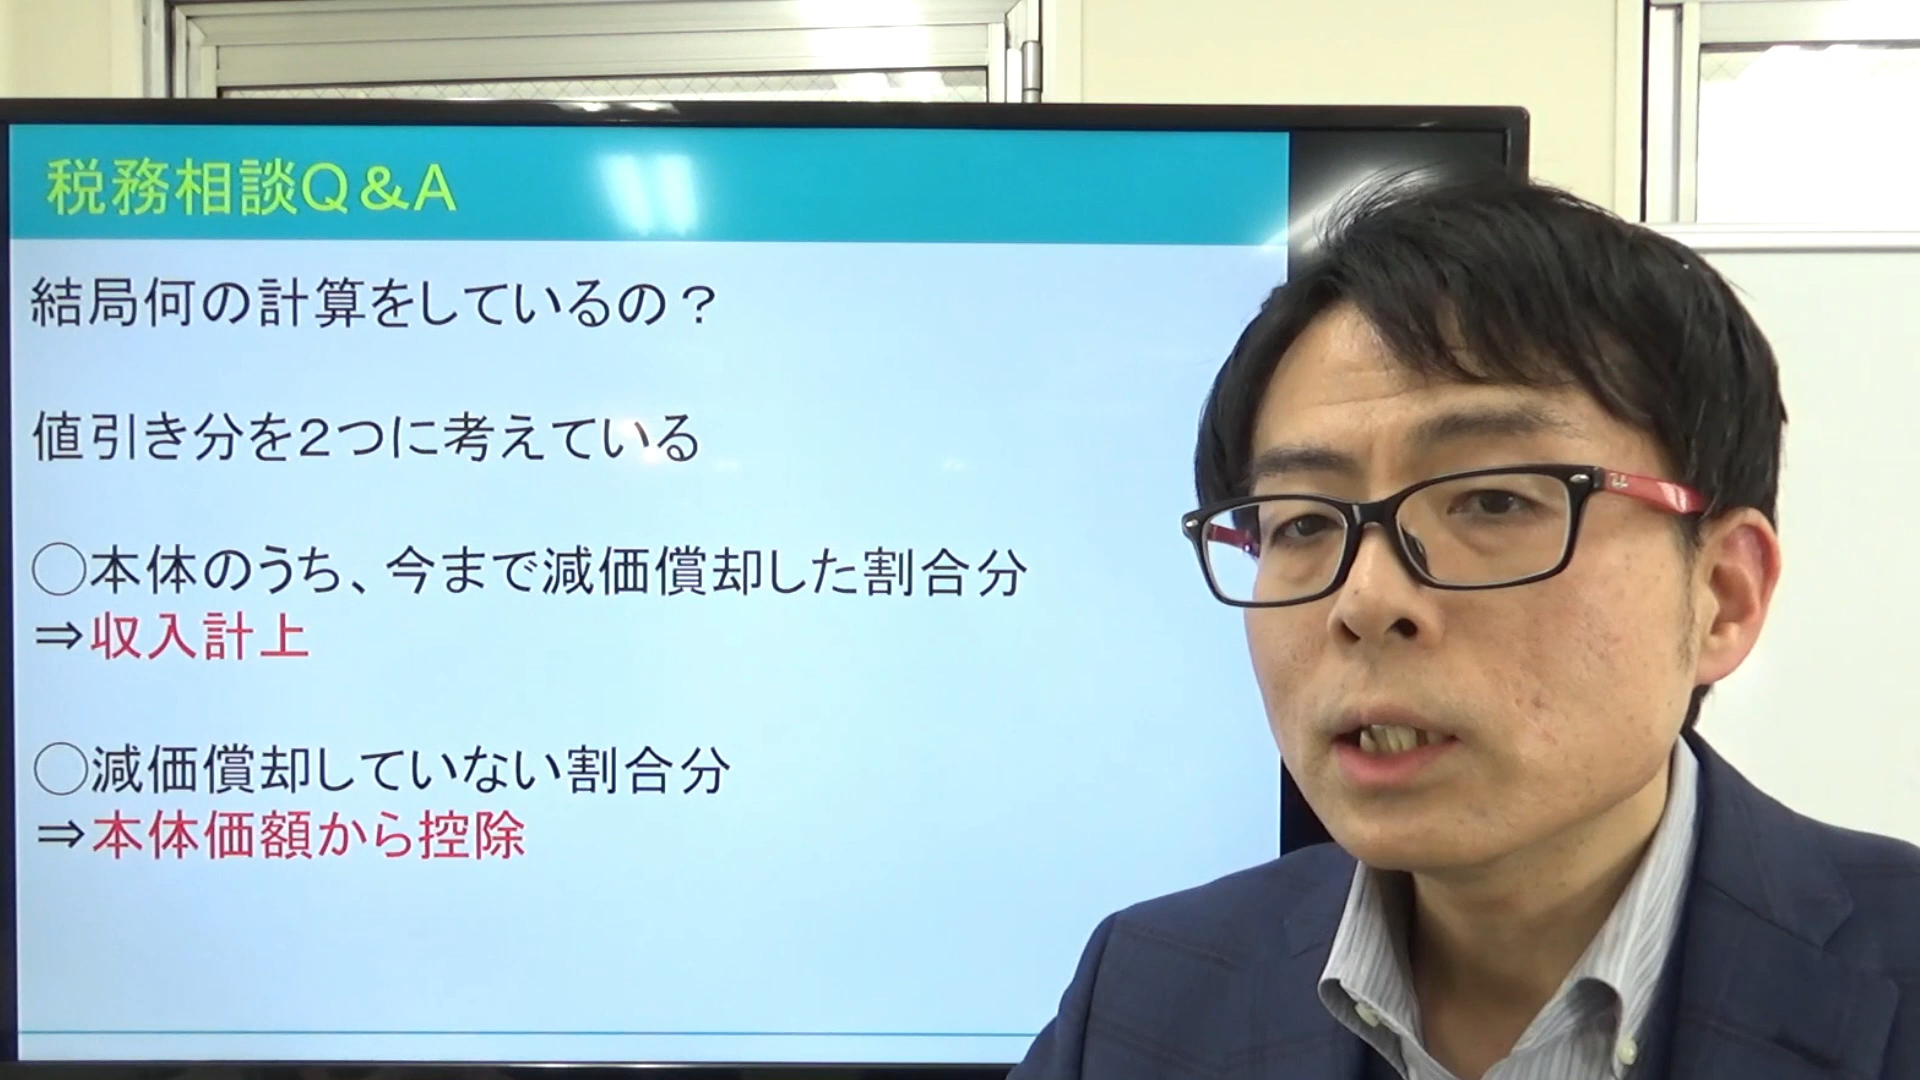 税務相談Q&A
結局何の計算をしているの？
値引き分を2つに考えている
○本体のうち、今まで減価償却した割合分
⇒収入計上
○減価償却していない割合分
⇒本体価額から控除